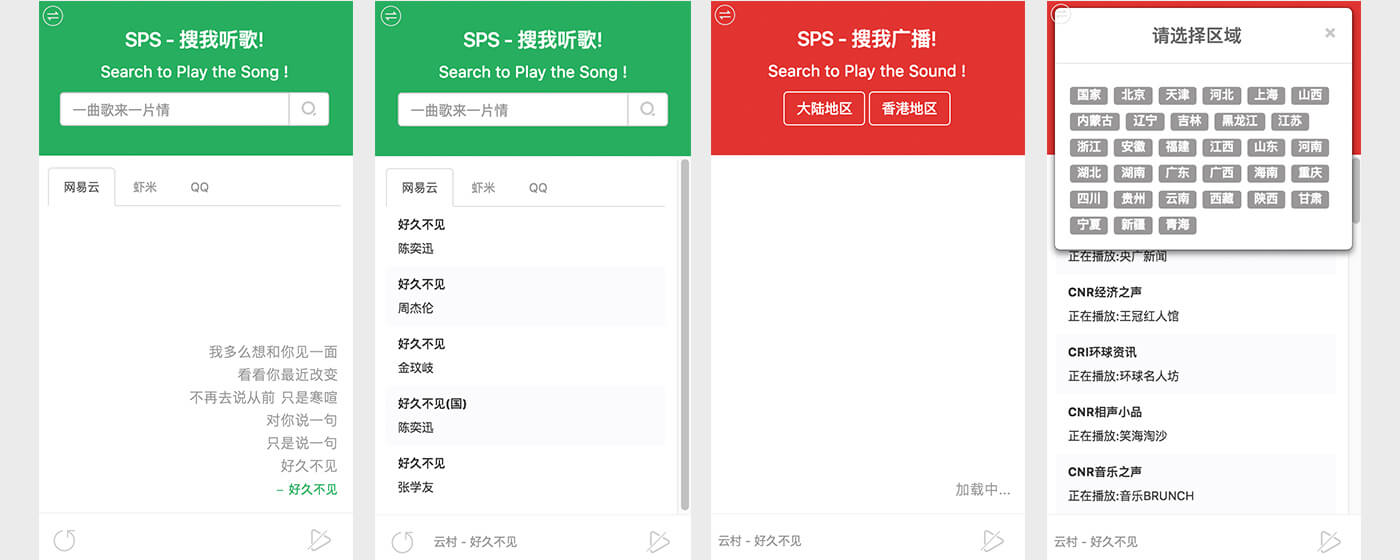 SPS - 搜我听歌!
Search to Play the Song !
一曲歌来一片情
网易云 虾米 QQ
我多么想和你见一面
看看你最近改变
不再去说从前 只是寒喧
对你说一句
只是说一句
好久不见
– 好久不见
SPS - 搜我听歌!
Search to Play the Song !
一曲歌来一片情
网易云 虾米 QQ
好久不见
陈奕迅
好久不见
周杰伦
好久不见
金玟岐
好久不见(国)
陈奕迅
好久不见
张学友
云村 - 好久不见
SPS - 搜我广播!
Search to Play the Sound !
大陆地区 香港地区
加载中...
云村 - 好久不见
请选择区域 ×
国家 北京 天津 河北 上海 山西
内蒙古 辽宁 吉林 黑龙江 江苏
浙江 安徽 福建 江西 山东 河南
湖北 湖南 广东 广西 海南 重庆
四川 贵州 云南 西藏 陕西 甘肃
宁夏 新疆 青海
正在播放:央广新闻
CNR经济之声
正在播放:王冠红人馆
CRI环球资讯
正在播放:环球名人坊
CNR相声小品
正在播放:笑海淘沙
CNR音乐之声
正在播放:音乐BRUNCH
云村 - 好久不见